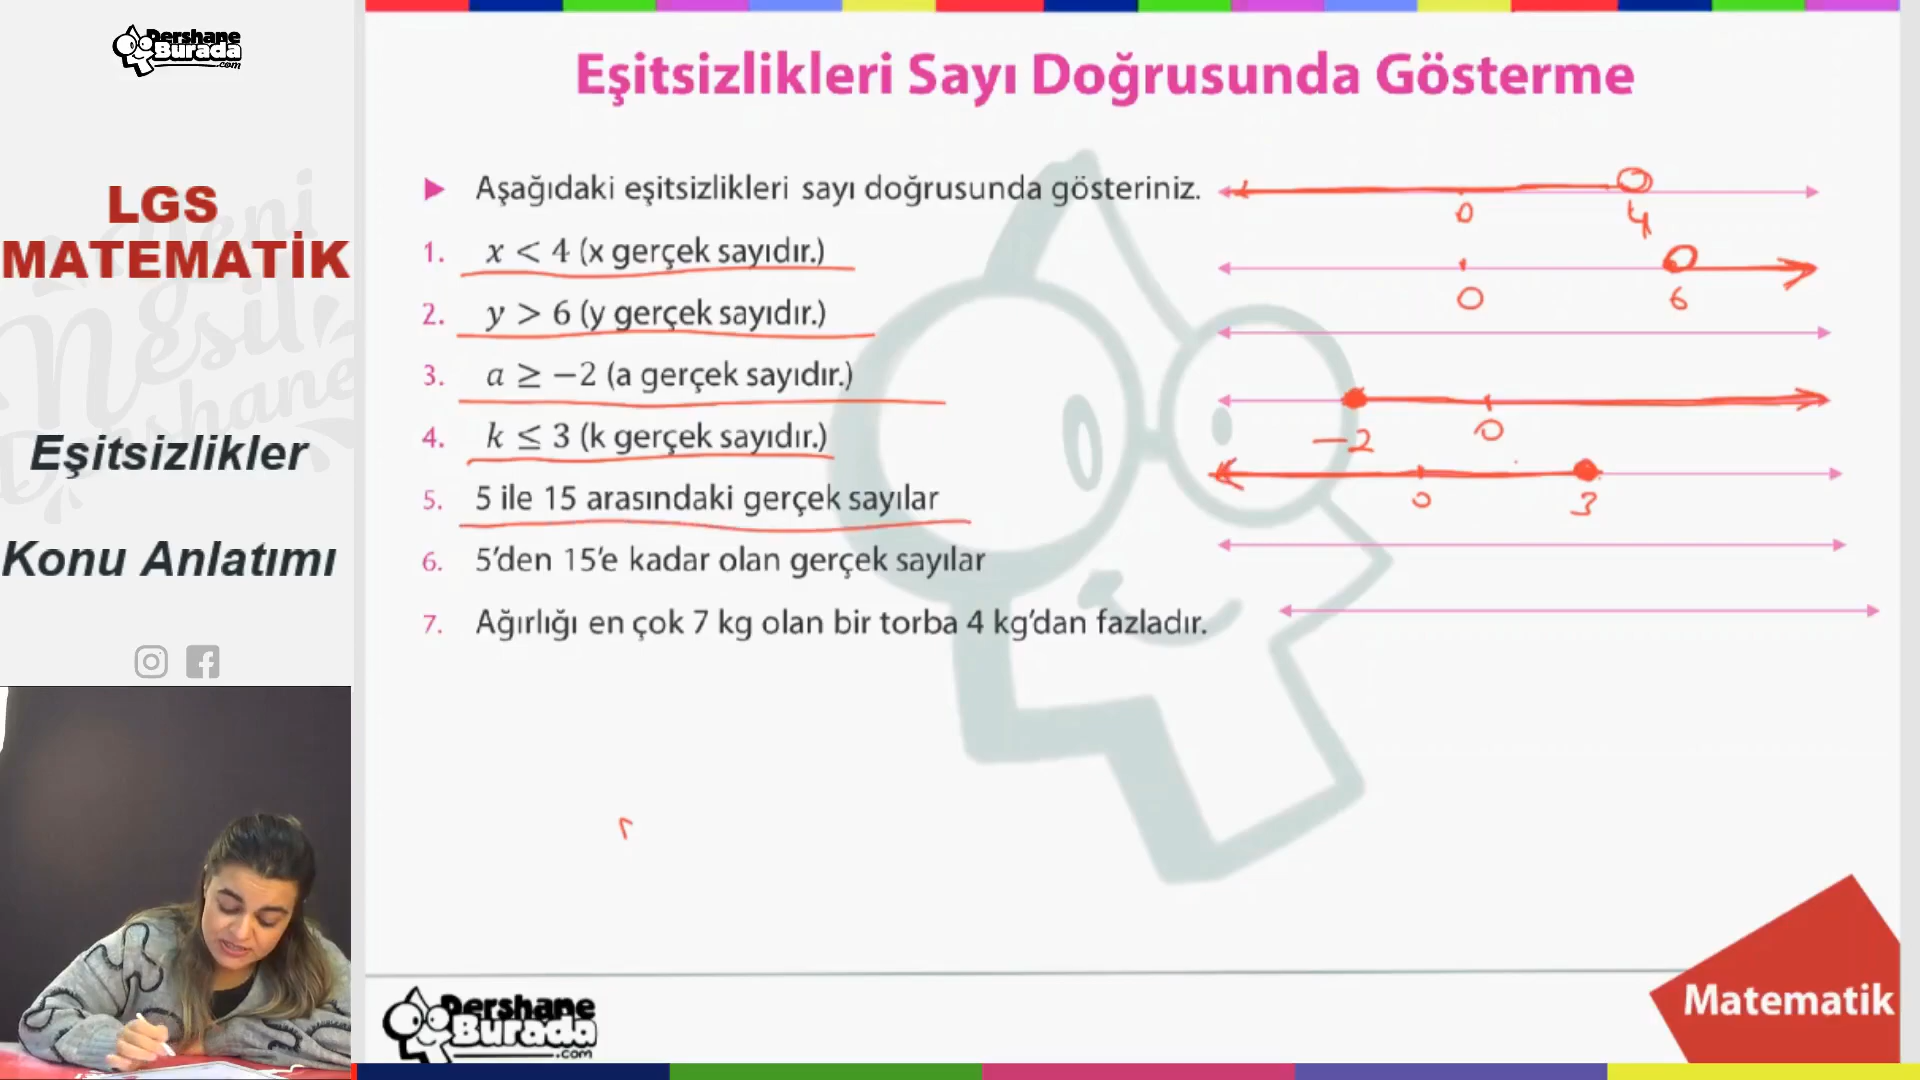 Dershane
Burada
.com
LGS
MATEMATİK
Yeni
Nesil
Dershane
Eşitsizlikler
Konu Anlatımı
Eşitsizlikleri Sayı Doğrusunda Gösterme
Aşağıdaki eşitsizlikleri sayı doğrusunda gösteriniz.
0 4
1. x < 4 (x gerçek sayıdır.)
0 6
2. y > 6 (y gerçek sayıdır.)
3. a ≥ −2 (a gerçek sayıdır.)
−2 0
4. k ≤ 3 (k gerçek sayıdır.)
0 3
5. 5 ile 15 arasındaki gerçek sayılar
6. 5’den 15’e kadar olan gerçek sayılar
7. Ağırlığı en çok 7 kg olan bir torba 4 kg’dan fazladır.
Dershane
Burada
.com
Matematik